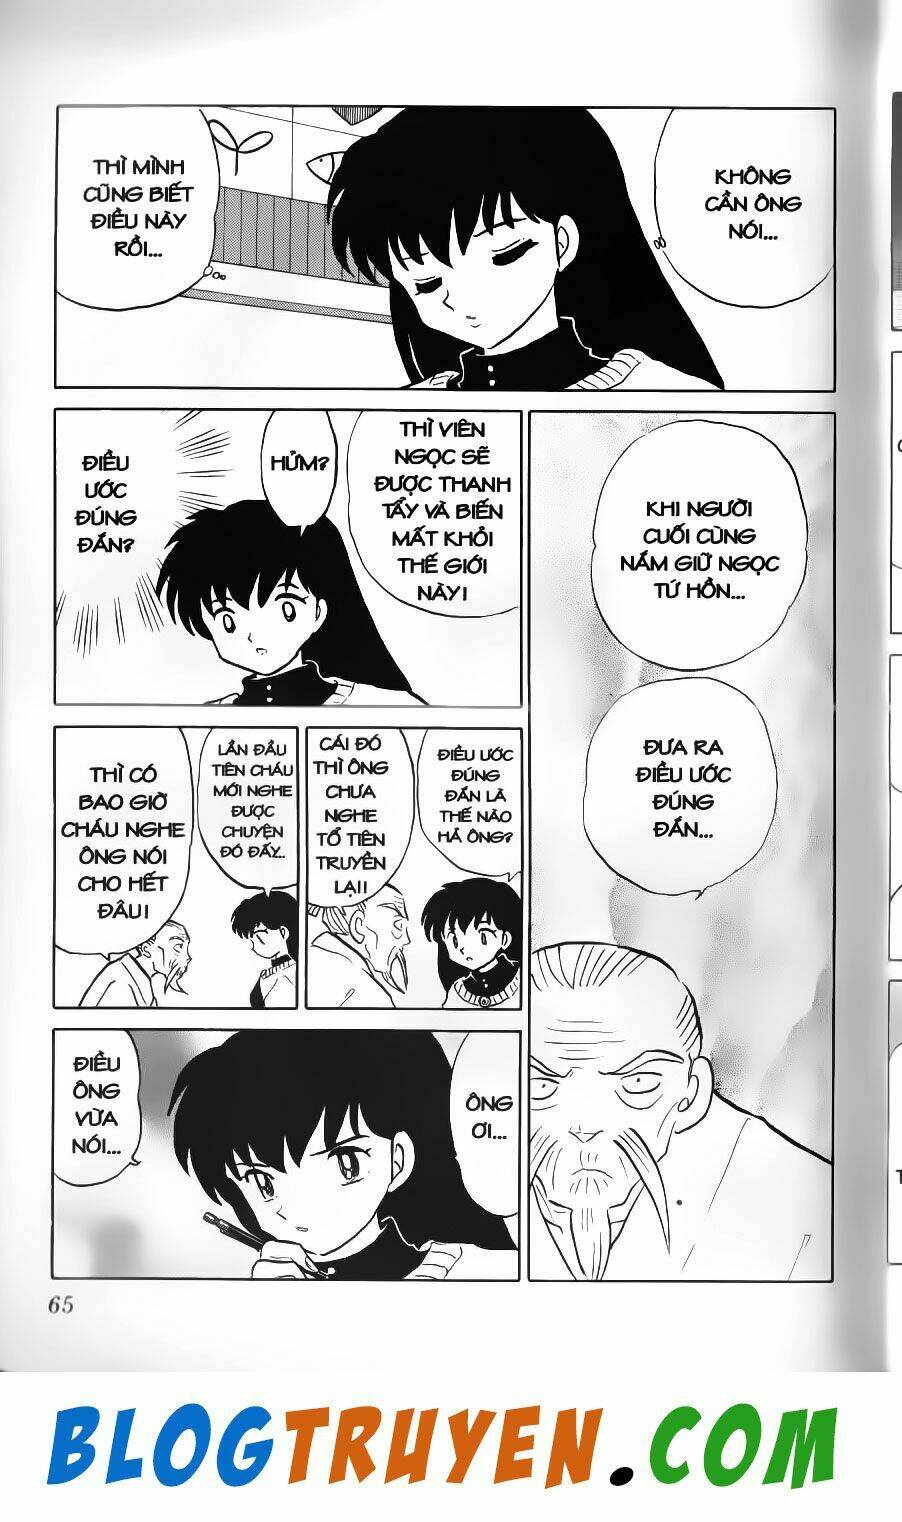 KHÔNG
CẦN ÔNG
NÓI...
THÌ MÌNH
CŨNG BIẾT
ĐIỀU NÀY
RỒI...
KHI NGƯỜI
CUỐI CÙNG
NẮM GIỮ NGỌC
TỨ HỒN...
ĐƯA RA
ĐIỀU ƯỚC
ĐÚNG
ĐẮN...
THÌ VIÊN
NGỌC SẼ
ĐƯỢC THANH
TẨY VÀ BIẾN
MẤT KHỎI
THẾ GIỚI
NÀY!
HỬM?
ĐIỀU
ƯỚC
ĐÚNG
ĐẮN?
ĐIỀU ƯỚC
ĐÚNG
ĐẮN LÀ
THẾ NÀO
HẢ ÔNG?
CÁI ĐÓ
THÌ ÔNG
CHƯA
NGHE
TỔ TIÊN
TRUYỀN
LẠI!
LẦN ĐẦU
TIÊN CHÁU
MỚI NGHE
ĐƯỢC
CHUYỆN
ĐÓ ĐẤY...
THÌ CÓ
BAO GIỜ
CHÁU NGHE
ÔNG NÓI
CHO HẾT
ĐÂU!
ÔNG
ƠI...
ĐIỀU
ÔNG
VỪA
NÓI...
65
BLOGTRUYEN.COM